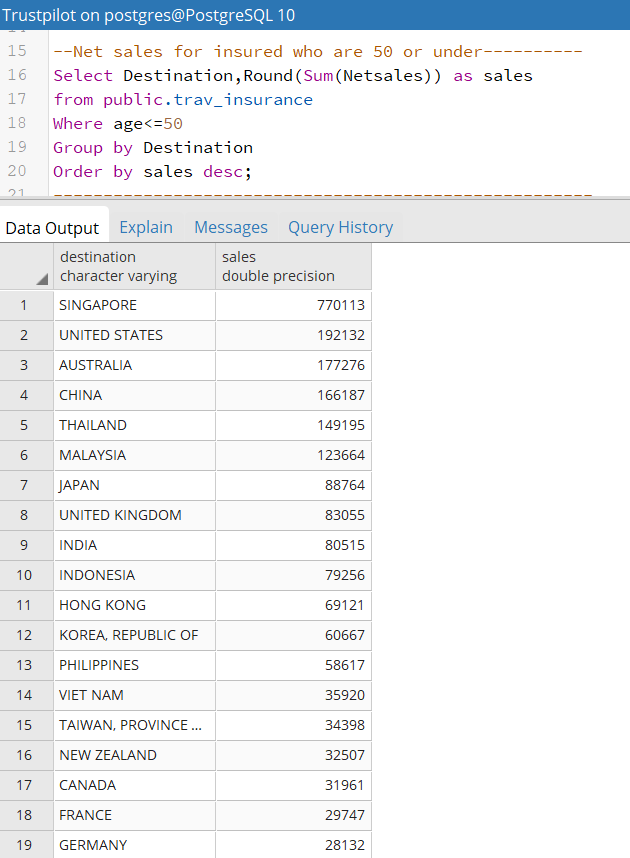 Trustpilot on postgres@PostgreSQL 10
15 --Net sales for insured who are 50 or under----------
16 Select Destination,Round(Sum(Netsales)) as sales
17 from public.trav_insurance
18 Where age<=50
19 Group by Destination
20 Order by sales desc;
21 ------------------------------------------------------
Data Output Explain Messages Query History
destination sales
character varying double precision
1 SINGAPORE 770113
2 UNITED STATES 192132
3 AUSTRALIA 177276
4 CHINA 166187
5 THAILAND 149195
6 MALAYSIA 123664
7 JAPAN 88764
8 UNITED KINGDOM 83055
9 INDIA 80515
10 INDONESIA 79256
11 HONG KONG 69121
12 KOREA, REPUBLIC OF 60667
13 PHILIPPINES 58617
14 VIET NAM 35920
15 TAIWAN, PROVINCE ... 34398
16 NEW ZEALAND 32507
17 CANADA 31961
18 FRANCE 29747
19 GERMANY 28132